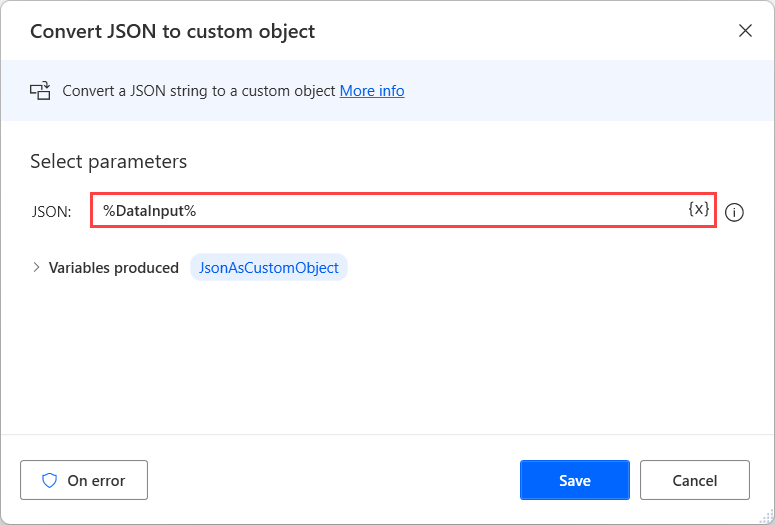 Convert JSON to custom object
Convert a JSON string to a custom object More info
Select parameters
JSON: %DataInput% {x}
Variables produced JsonAsCustomObject
On error Save Cancel